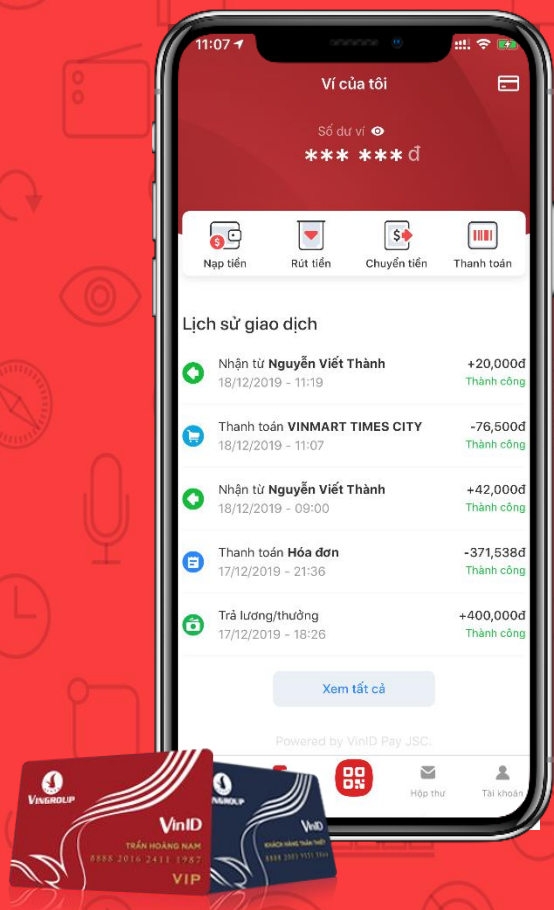 11:07
Ví của tôi
Số dư ví
*** *** đ
Nạp tiền
Rút tiền
Chuyển tiền
Thanh toán
Lịch sử giao dịch
Nhận từ Nguyễn Viết Thành +20,000đ
18/12/2019 - 11:19 Thành công
Thanh toán VINMART TIMES CITY -76,500đ
18/12/2019 - 11:07 Thành công
Nhận từ Nguyễn Viết Thành +42,000đ
18/12/2019 - 09:00 Thành công
Thanh toán Hóa đơn -371,538đ
17/12/2019 - 21:36 Thành công
Trả lương/thưởng +400,000đ
17/12/2019 - 18:26 Thành công
Xem tất cả
Powered by VinID Pay JSC.
Hộp thư
Tài khoản
VINGROUP
VinID
TRẦN HOÀNG NAM
8888 2016 2411 1987
VIP
VINGROUP
VinID
KHÁCH HÀNG THÂN THIẾT